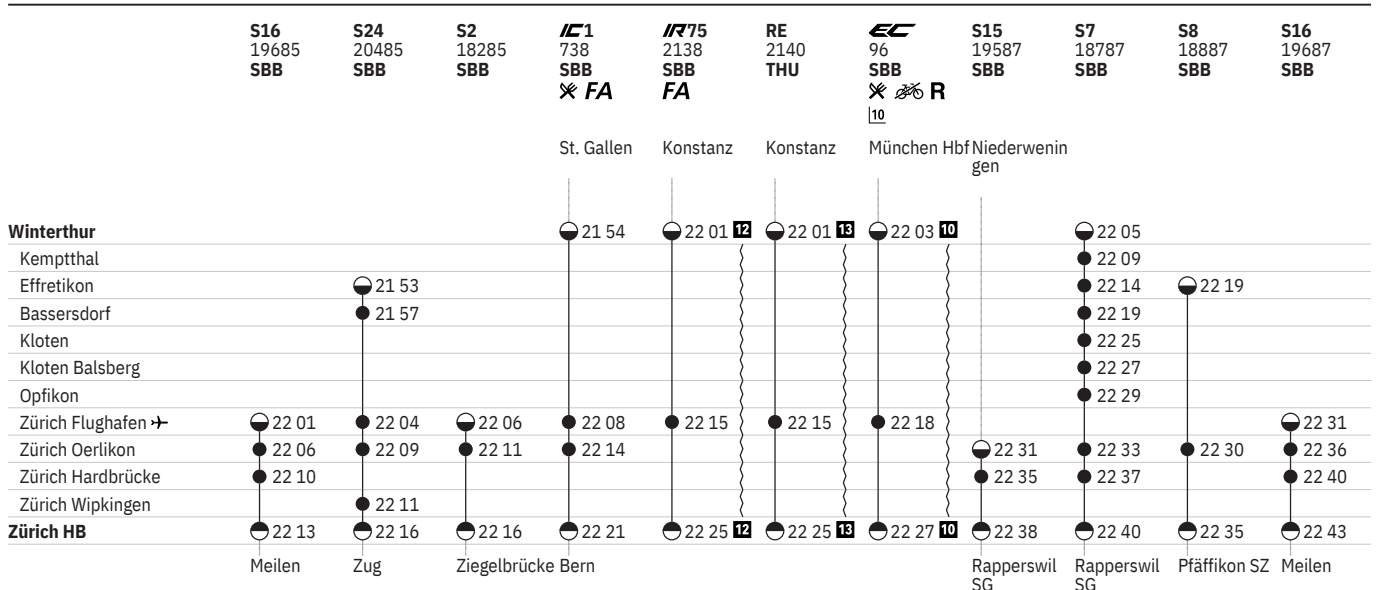 S16 S24 S2 IC1 IR75 RE EC S15 S7 S8 S16
19685 20485 18285 738 2138 2140 96 19587 18787 18887 19687
SBB SBB SBB SBB SBB THU SBB SBB SBB SBB SBB
FA FA R
10
St. Gallen Konstanz Konstanz München Hbf Niederwenin
gen
Winterthur 21 54 22 01 12 22 01 13 22 03 10 22 05
Kemptthal 22 09
Effretikon 21 53 22 14 22 19
Bassersdorf 21 57 22 19
Kloten 22 25
Kloten Balsberg 22 27
Opfikon 22 29
Zürich Flughafen 22 01 22 04 22 06 22 08 22 15 22 15 22 18 22 31
Zürich Oerlikon 22 06 22 09 22 11 22 14 22 31 22 33 22 30 22 36
Zürich Hardbrücke 22 10 22 35 22 37 22 40
Zürich Wipkingen 22 11
Zürich HB 22 13 22 16 22 16 22 21 22 25 12 22 25 13 22 27 10 22 38 22 40 22 35 22 43
Meilen Zug Ziegelbrücke Bern Rapperswil Rapperswil Pfäffikon SZ Meilen
SG SG